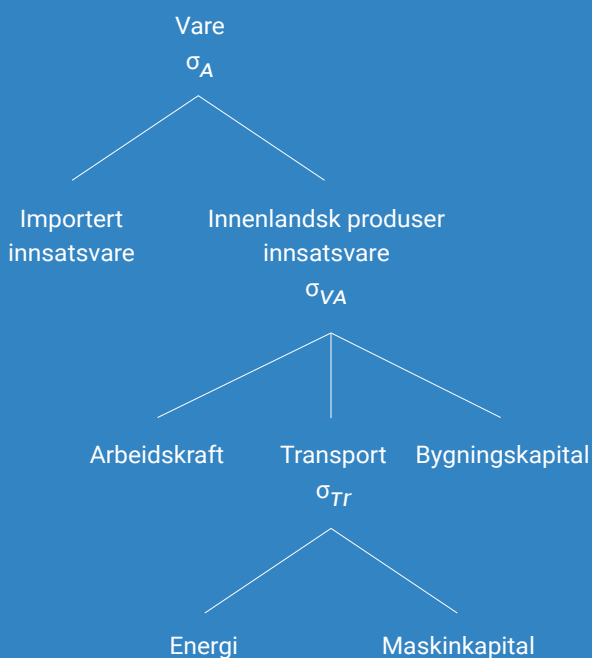 Vare
σA
Importert
innsatsvare
Innenlandsk produser
innsatsvare
σVA
Arbeidskraft
Transport
Bygningskapital
σTr
Energi
Maskinkapital